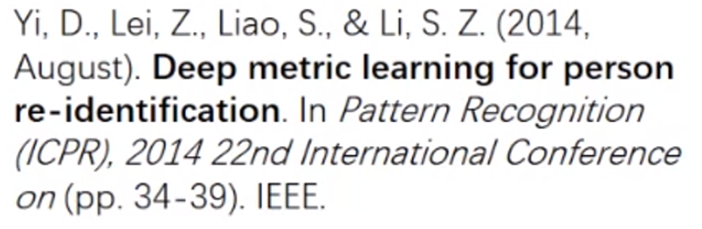 Yi, D., Lei, Z., Liao, S., & Li, S. Z. (2014,
August). Deep metric learning for person
re-identification. In Pattern Recognition
(ICPR), 2014 22nd International Conference
on (pp. 34-39). IEEE.